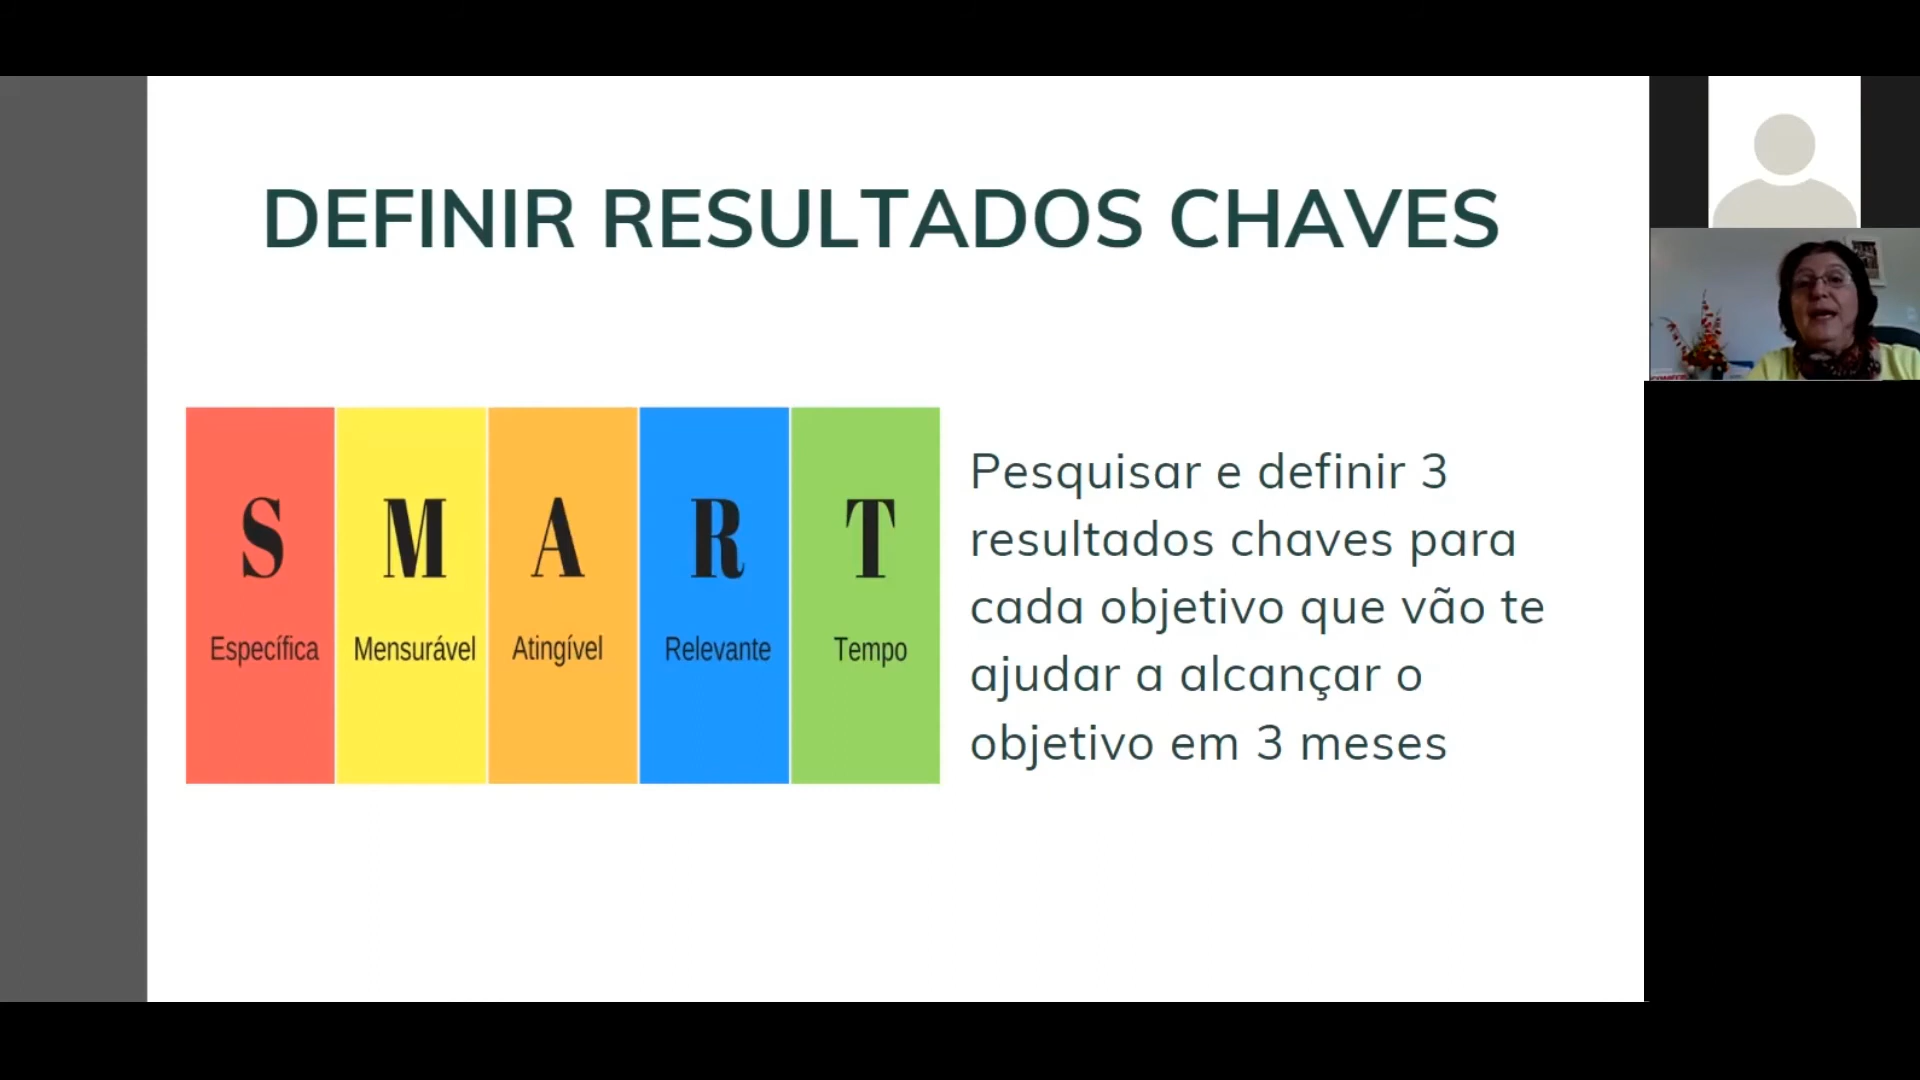 DEFINIR RESULTADOS CHAVES
S M A R T
Específica Mensurável Atingível Relevante Tempo
Pesquisar e definir 3
resultados chaves para
cada objetivo que vão te
ajudar a alcançar o
objetivo em 3 meses